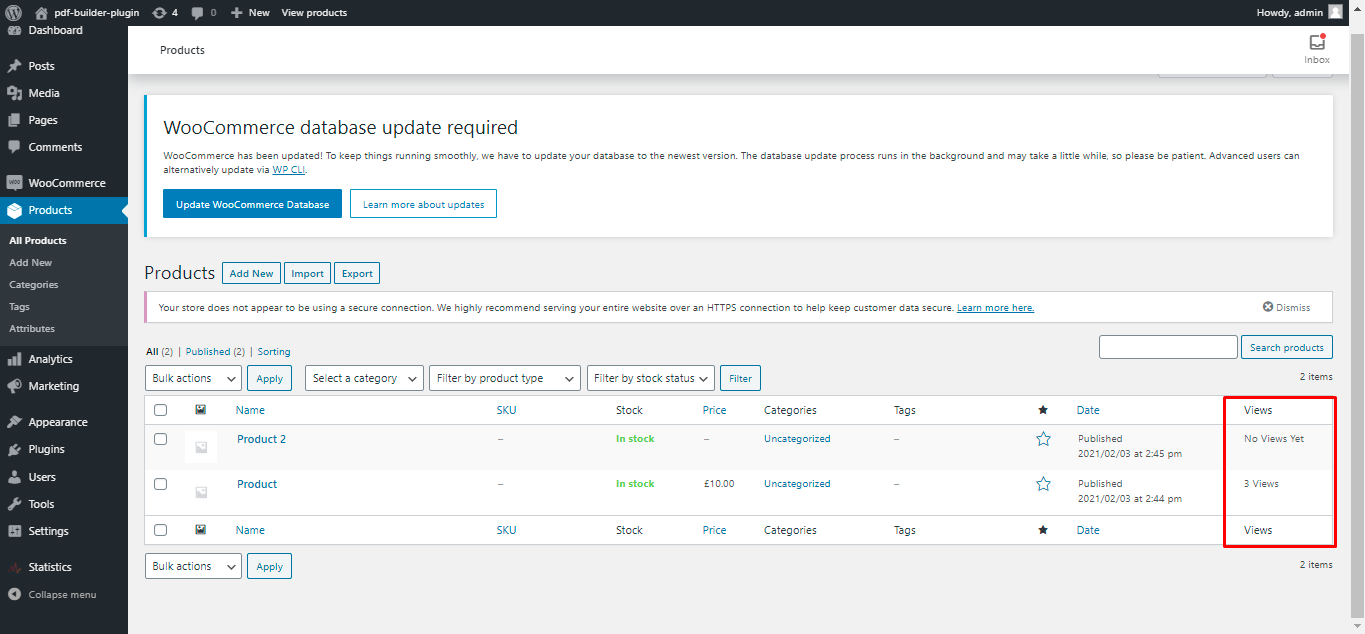 pdf-builder-plugin 4 0 New View products Howdy, admin
Dashboard
Posts
Media
Pages
Comments
WooCommerce
Products
All Products
Add New
Categories
Tags
Attributes
Analytics
Marketing
Appearance
Plugins
Users
Tools
Settings
Statistics
Collapse menu
Products
Inbox
WooCommerce database update required
WooCommerce has been updated! To keep things running smoothly, we have to update your database to the newest version. The database update process runs in the background and may take a little while, so please be patient. Advanced users can
alternatively update via WP CLI.
Update WooCommerce Database Learn more about updates
Products Add New Import Export
Your store does not appear to be using a secure connection. We highly recommend serving your entire website over an HTTPS connection to help keep customer data secure. Learn more here. Dismiss
All (2) | Published (2) | Sorting
Search products
Bulk actions Apply Select a category Filter by product type Filter by stock status Filter
2 items
Name SKU Stock Price Categories Tags Date Views
Product 2 – In stock – Uncategorized – Published No Views Yet
2021/02/03 at 2:45 pm
Product – In stock £10.00 Uncategorized – Published 3 Views
2021/02/03 at 2:44 pm
Name SKU Stock Price Categories Tags Date Views
Bulk actions Apply
2 items